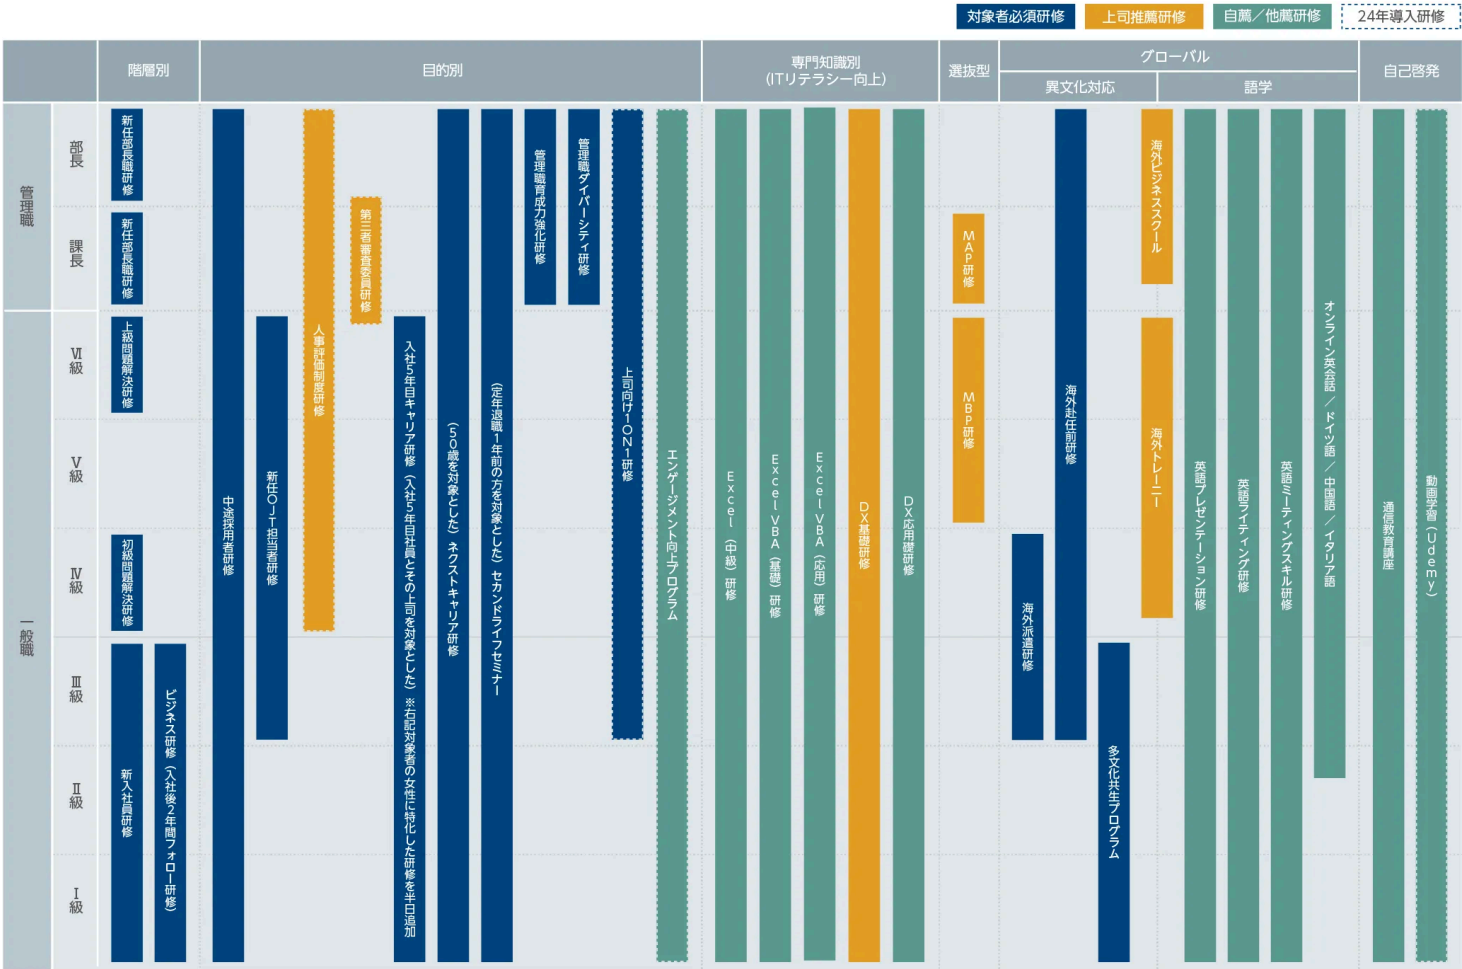 対象者必須研修
上司推薦研修
自薦／他薦研修
24年導入研修
階層別
目的別
専門知識別
(ITリテラシー向上)
選抜型
グローバル
異文化対応
語学
自己啓発
管理職
部長
課長
一般職
Ⅵ級
Ⅴ級
Ⅳ級
Ⅲ級
Ⅱ級
Ⅰ級
新任部長職研修
新任部長職研修
上級問題解決研修
初級問題解決研修
新入社員研修
ビジネス研修（入社後2年間フォロー研修）
中途採用者研修
新任OJT担当者研修
人事評価制度研修
第三者審査委員研修
入社5年目キャリア研修（入社5年目社員とその上司を対象とした）※右記対象者の女性に特化した研修を半日追加
（50歳を対象とした）ネクストキャリア研修
（定年退職1年前の方を対象とした）セカンドライフセミナー
管理職育成力強化研修
管理職ダイバーシティ研修
上司向け1ON1研修
エンゲージメント向上プログラム
Excel（中級）研修
Excel VBA（基礎）研修
Excel VBA（応用）研修
DX基礎研修
DX応用礎研修
MAP研修
MBP研修
海外派遣研修
海外赴任前研修
多文化共生プログラム
海外ビジネススクール
海外トレーニー
英語プレゼンテーション研修
英語ライティング研修
英語ミーティングスキル研修
オンライン英会話／ドイツ語／中国語／イタリア語
通信教育講座
動画学習（Udemy）